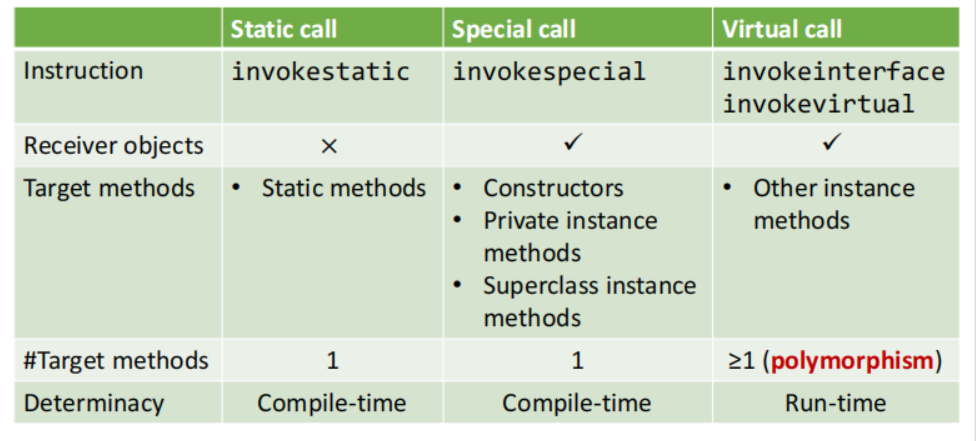 Static call Special call Virtual call
Instruction invokestatic invokespecial invokeinterface
invokevirtual
Receiver objects × ✓ ✓
Target methods • Static methods • Constructors • Other instance
• Private instance methods
methods
• Superclass instance
methods
#Target methods 1 1 ≥1 (polymorphism)
Determinacy Compile-time Compile-time Run-time